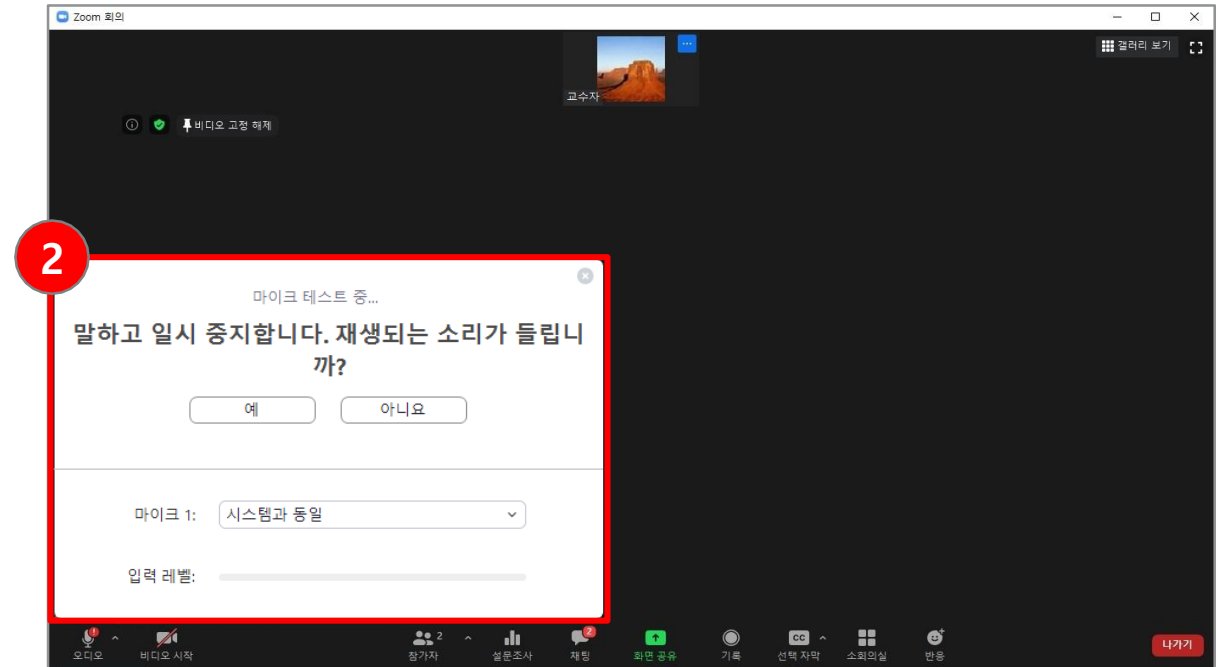 Zoom 회의
갤러리 보기
교수자
비디오 고정 해제
2
마이크 테스트 중...
말하고 일시 중지합니다. 재생되는 소리가 들립니
까?
예 아니요
마이크 1: 시스템과 동일
입력 레벨:
오디오 비디오 시작 2 참가자 설문조사 2 채팅 화면 공유 기록 CC 선택 자막 소회의실 반응 나가기